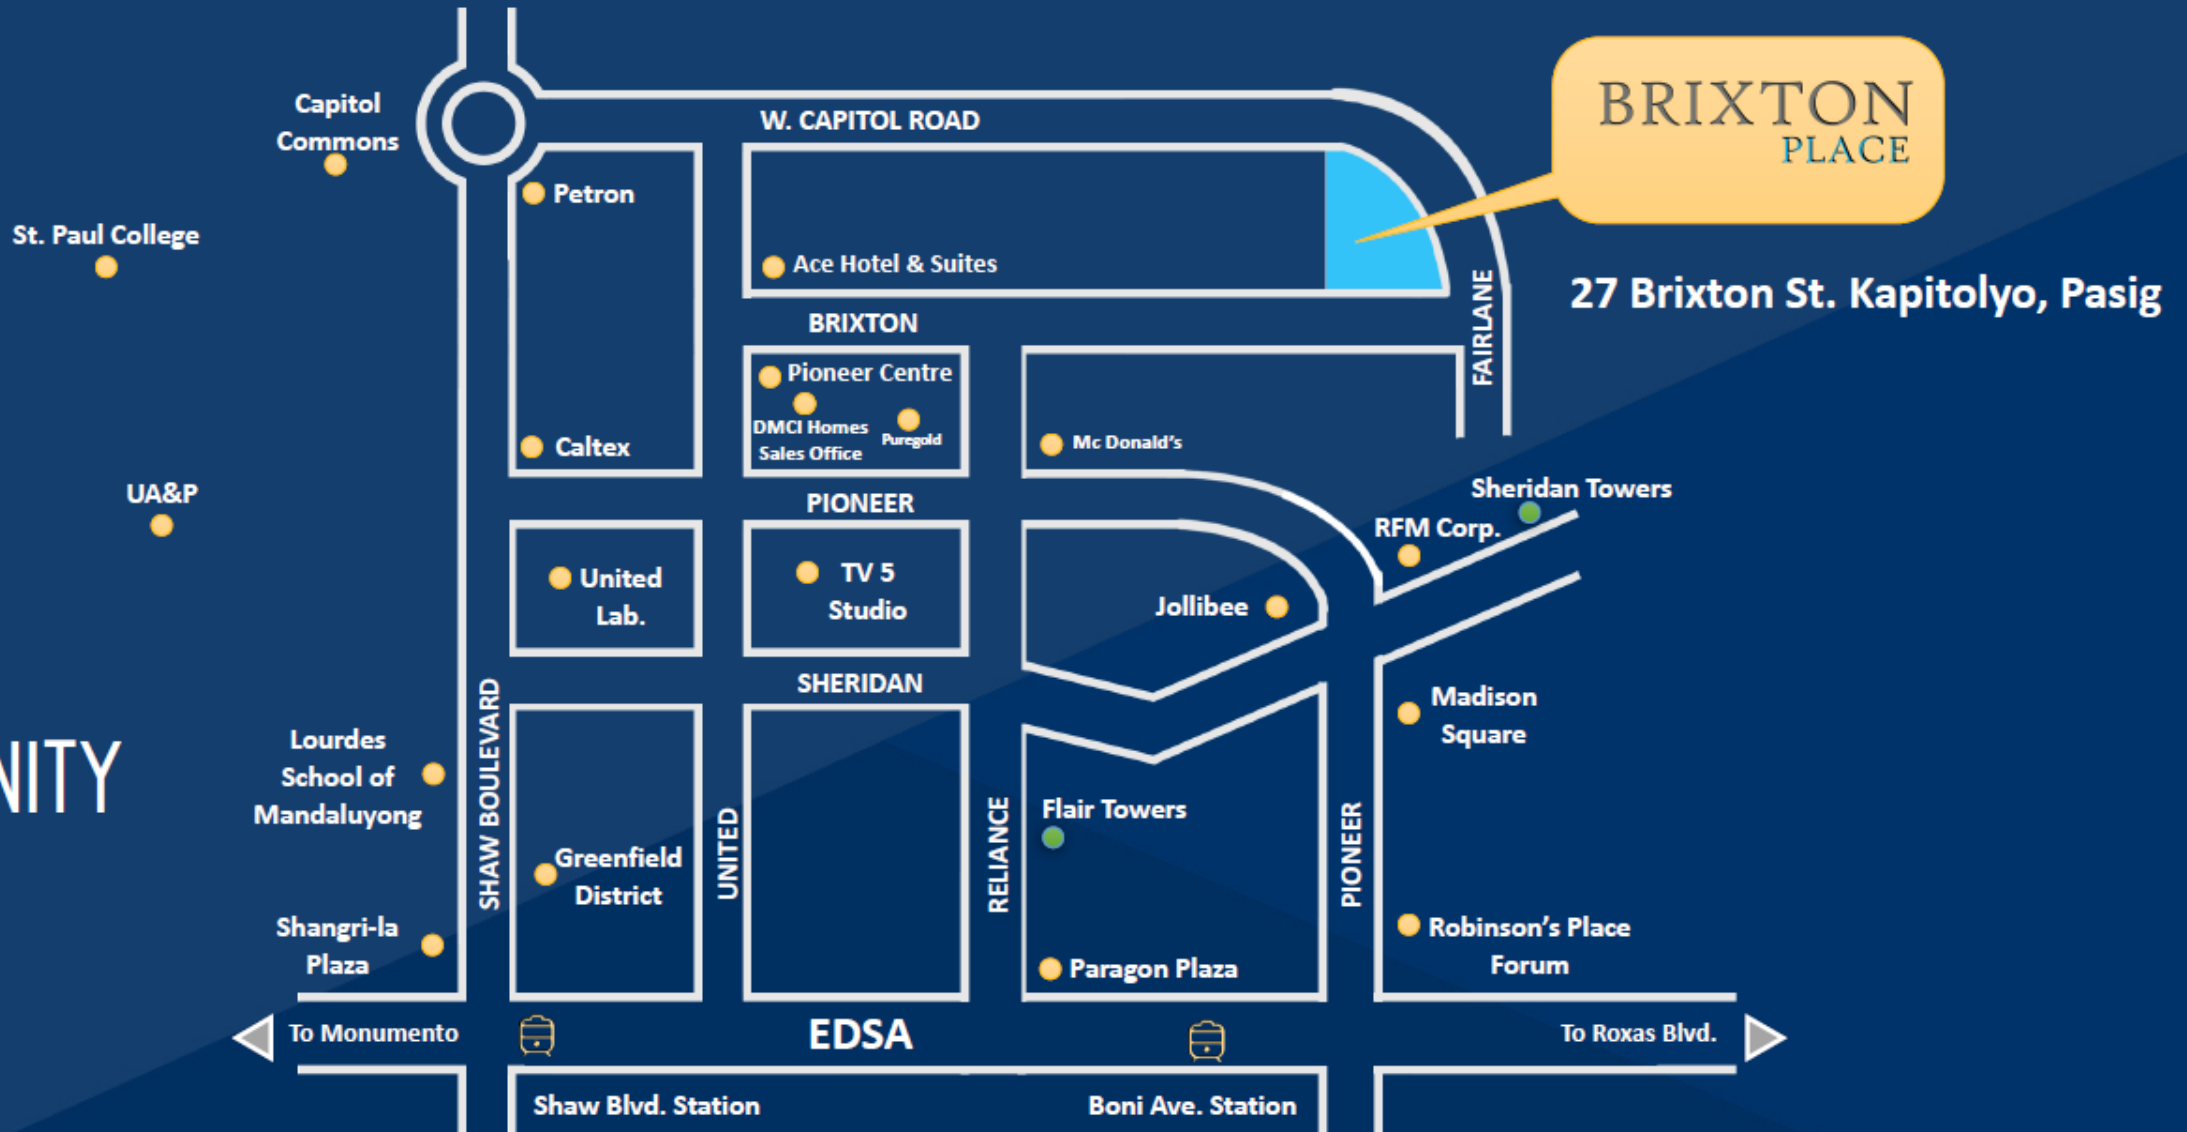 Capitol
Commons
W. CAPITOL ROAD
BRIXTON
PLACE
Petron
St. Paul College
Ace Hotel & Suites
27 Brixton St. Kapitolyo, Pasig
FAIRLANE
BRIXTON
Pioneer Centre
DMCI Homes
Sales Office
Puregold
Mc Donald's
Caltex
UA&P
PIONEER
Sheridan Towers
RFM Corp.
United
Lab.
TV 5
Studio
Jollibee
SHERIDAN
SHAW BOULEVARD
Madison
Square
NITY
Lourdes
School of
Mandaluyong
UNITED
RELIANCE
Flair Towers
PIONEER
Greenfield
District
Shangri-la
Plaza
Paragon Plaza
Robinson's Place
Forum
To Monumento
EDSA
To Roxas Blvd.
Shaw Blvd. Station
Boni Ave. Station